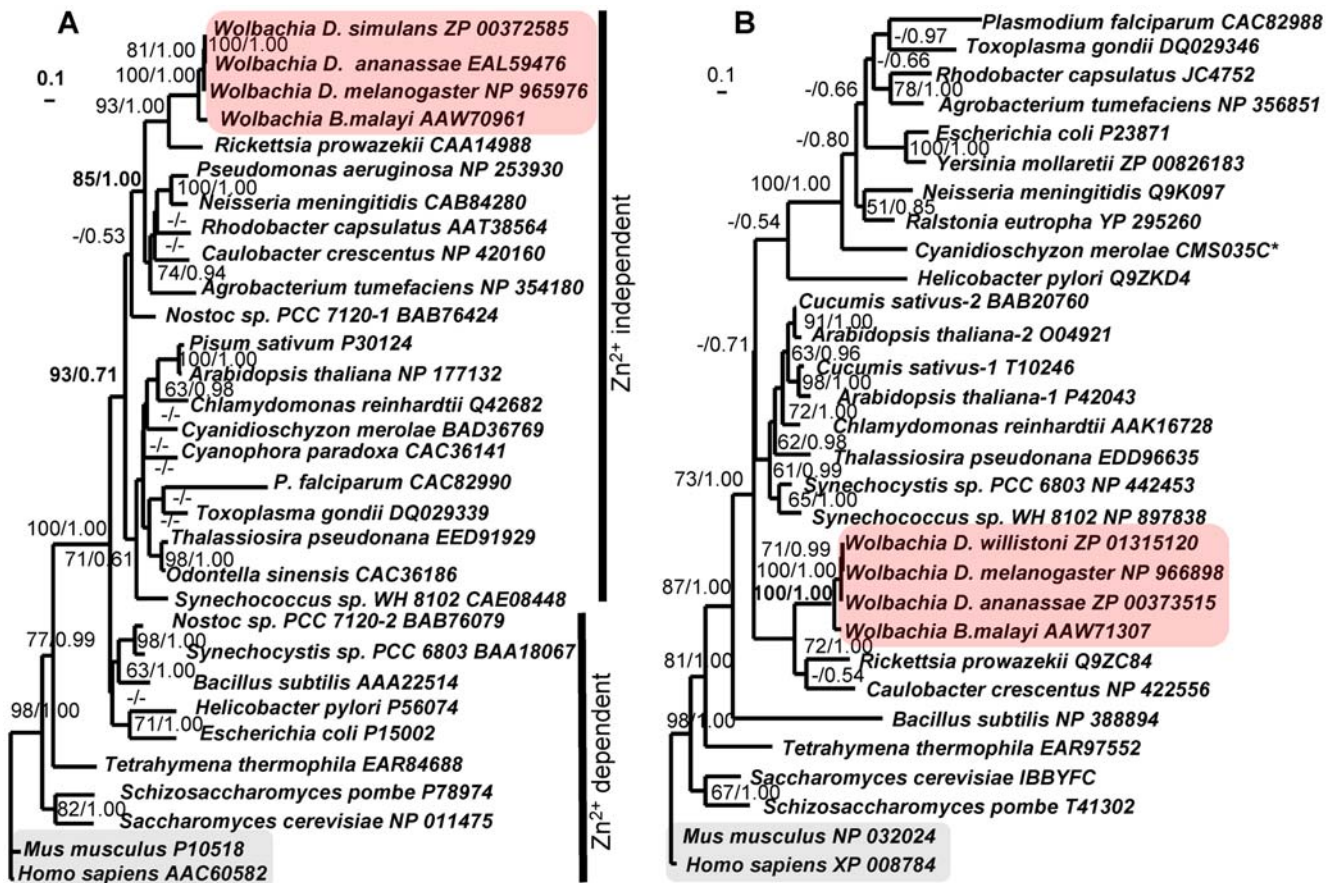 A
0.1
Wolbachia D. simulans ZP 00372585
81/1.00
100/1.00
Wolbachia D. ananassae EAL59476
100/1.00
Wolbachia D. melanogaster NP 965976
93/1.00
Wolbachia B.malayi AAW70961
Rickettsia prowazekii CAA14988
Pseudomonas aeruginosa NP 253930
85/1.00
100/1.00
Neisseria meningitidis CAB84280
-/-
Rhodobacter capsulatus AAT38564
-/0.53
-/-
Caulobacter crescentus NP 420160
74/0.94
Agrobacterium tumefaciens NP 354180
Nostoc sp. PCC 7120-1 BAB76424
Pisum sativum P30124
100/1.00
93/0.71
Arabidopsis thaliana NP 177132
63/0.98
Chlamydomonas reinhardtii Q42682
-/-
Cyanidioschyzon merolae BAD36769
-/-
Cyanophora paradoxa CAC36141
-/-
P. falciparum CAC82990
-/-
Toxoplasma gondii DQ029339
-/-
100/1.00
Thalassiosira pseudonana EED91929
71/0.61
98/1.00
Odontella sinensis CAC36186
Synechococcus sp. WH 8102 CAE08448
Nostoc sp. PCC 7120-2 BAB76079
77/0.99
98/1.00
Synechocystis sp. PCC 6803 BAA18067
63/1.00
Bacillus subtilis AAA22514
-/-
98/1.00
Helicobacter pylori P56074
71/1.00
Escherichia coli P15002
Tetrahymena thermophila EAR84688
Schizosaccharomyces pombe P78974
82/1.00
Saccharomyces cerevisiae NP 011475
Mus musculus P10518
Homo sapiens AAC60582
Zn2+ independent
Zn2+ dependent
B
0.1
Plasmodium falciparum CAC82988
-/0.97
Toxoplasma gondii DQ029346
-/0.66
Rhodobacter capsulatus JC4752
-/0.66
78/1.00
Agrobacterium tumefaciens NP 356851
-/0.80
Escherichia coli P23871
100/1.00
Yersinia mollaretii ZP 00826183
100/1.00
Neisseria meningitidis Q9K097
51/0.85
-/0.54
Ralstonia eutropha YP 295260
Cyanidioschyzon merolae CMS035C*
Helicobacter pylori Q9ZKD4
Cucumis sativus-2 BAB20760
91/1.00
Arabidopsis thaliana-2 O04921
-/0.71
63/0.96
Cucumis sativus-1 T10246
98/1.00
Arabidopsis thaliana-1 P42043
72/1.00
Chlamydomonas reinhardtii AAK16728
62/0.98
Thalassiosira pseudonana EDD96635
61/0.99
73/1.00
Synechocystis sp. PCC 6803 NP 442453
65/1.00
Synechococcus sp. WH 8102 NP 897838
Wolbachia D. willistoni ZP 01315120
71/0.99
100/1.00
Wolbachia D. melanogaster NP 966898
87/1.00
100/1.00
Wolbachia D. ananassae ZP 00373515
Wolbachia B.malayi AAW71307
72/1.00
81/1.00
Rickettsia prowazekii Q9ZC84
-/0.54
Caulobacter crescentus NP 422556
98/1.00
Bacillus subtilis NP 388894
Tetrahymena thermophila EAR97552
Saccharomyces cerevisiae IBBYFC
67/1.00
Schizosaccharomyces pombe T41302
Mus musculus NP 032024
Homo sapiens XP 008784